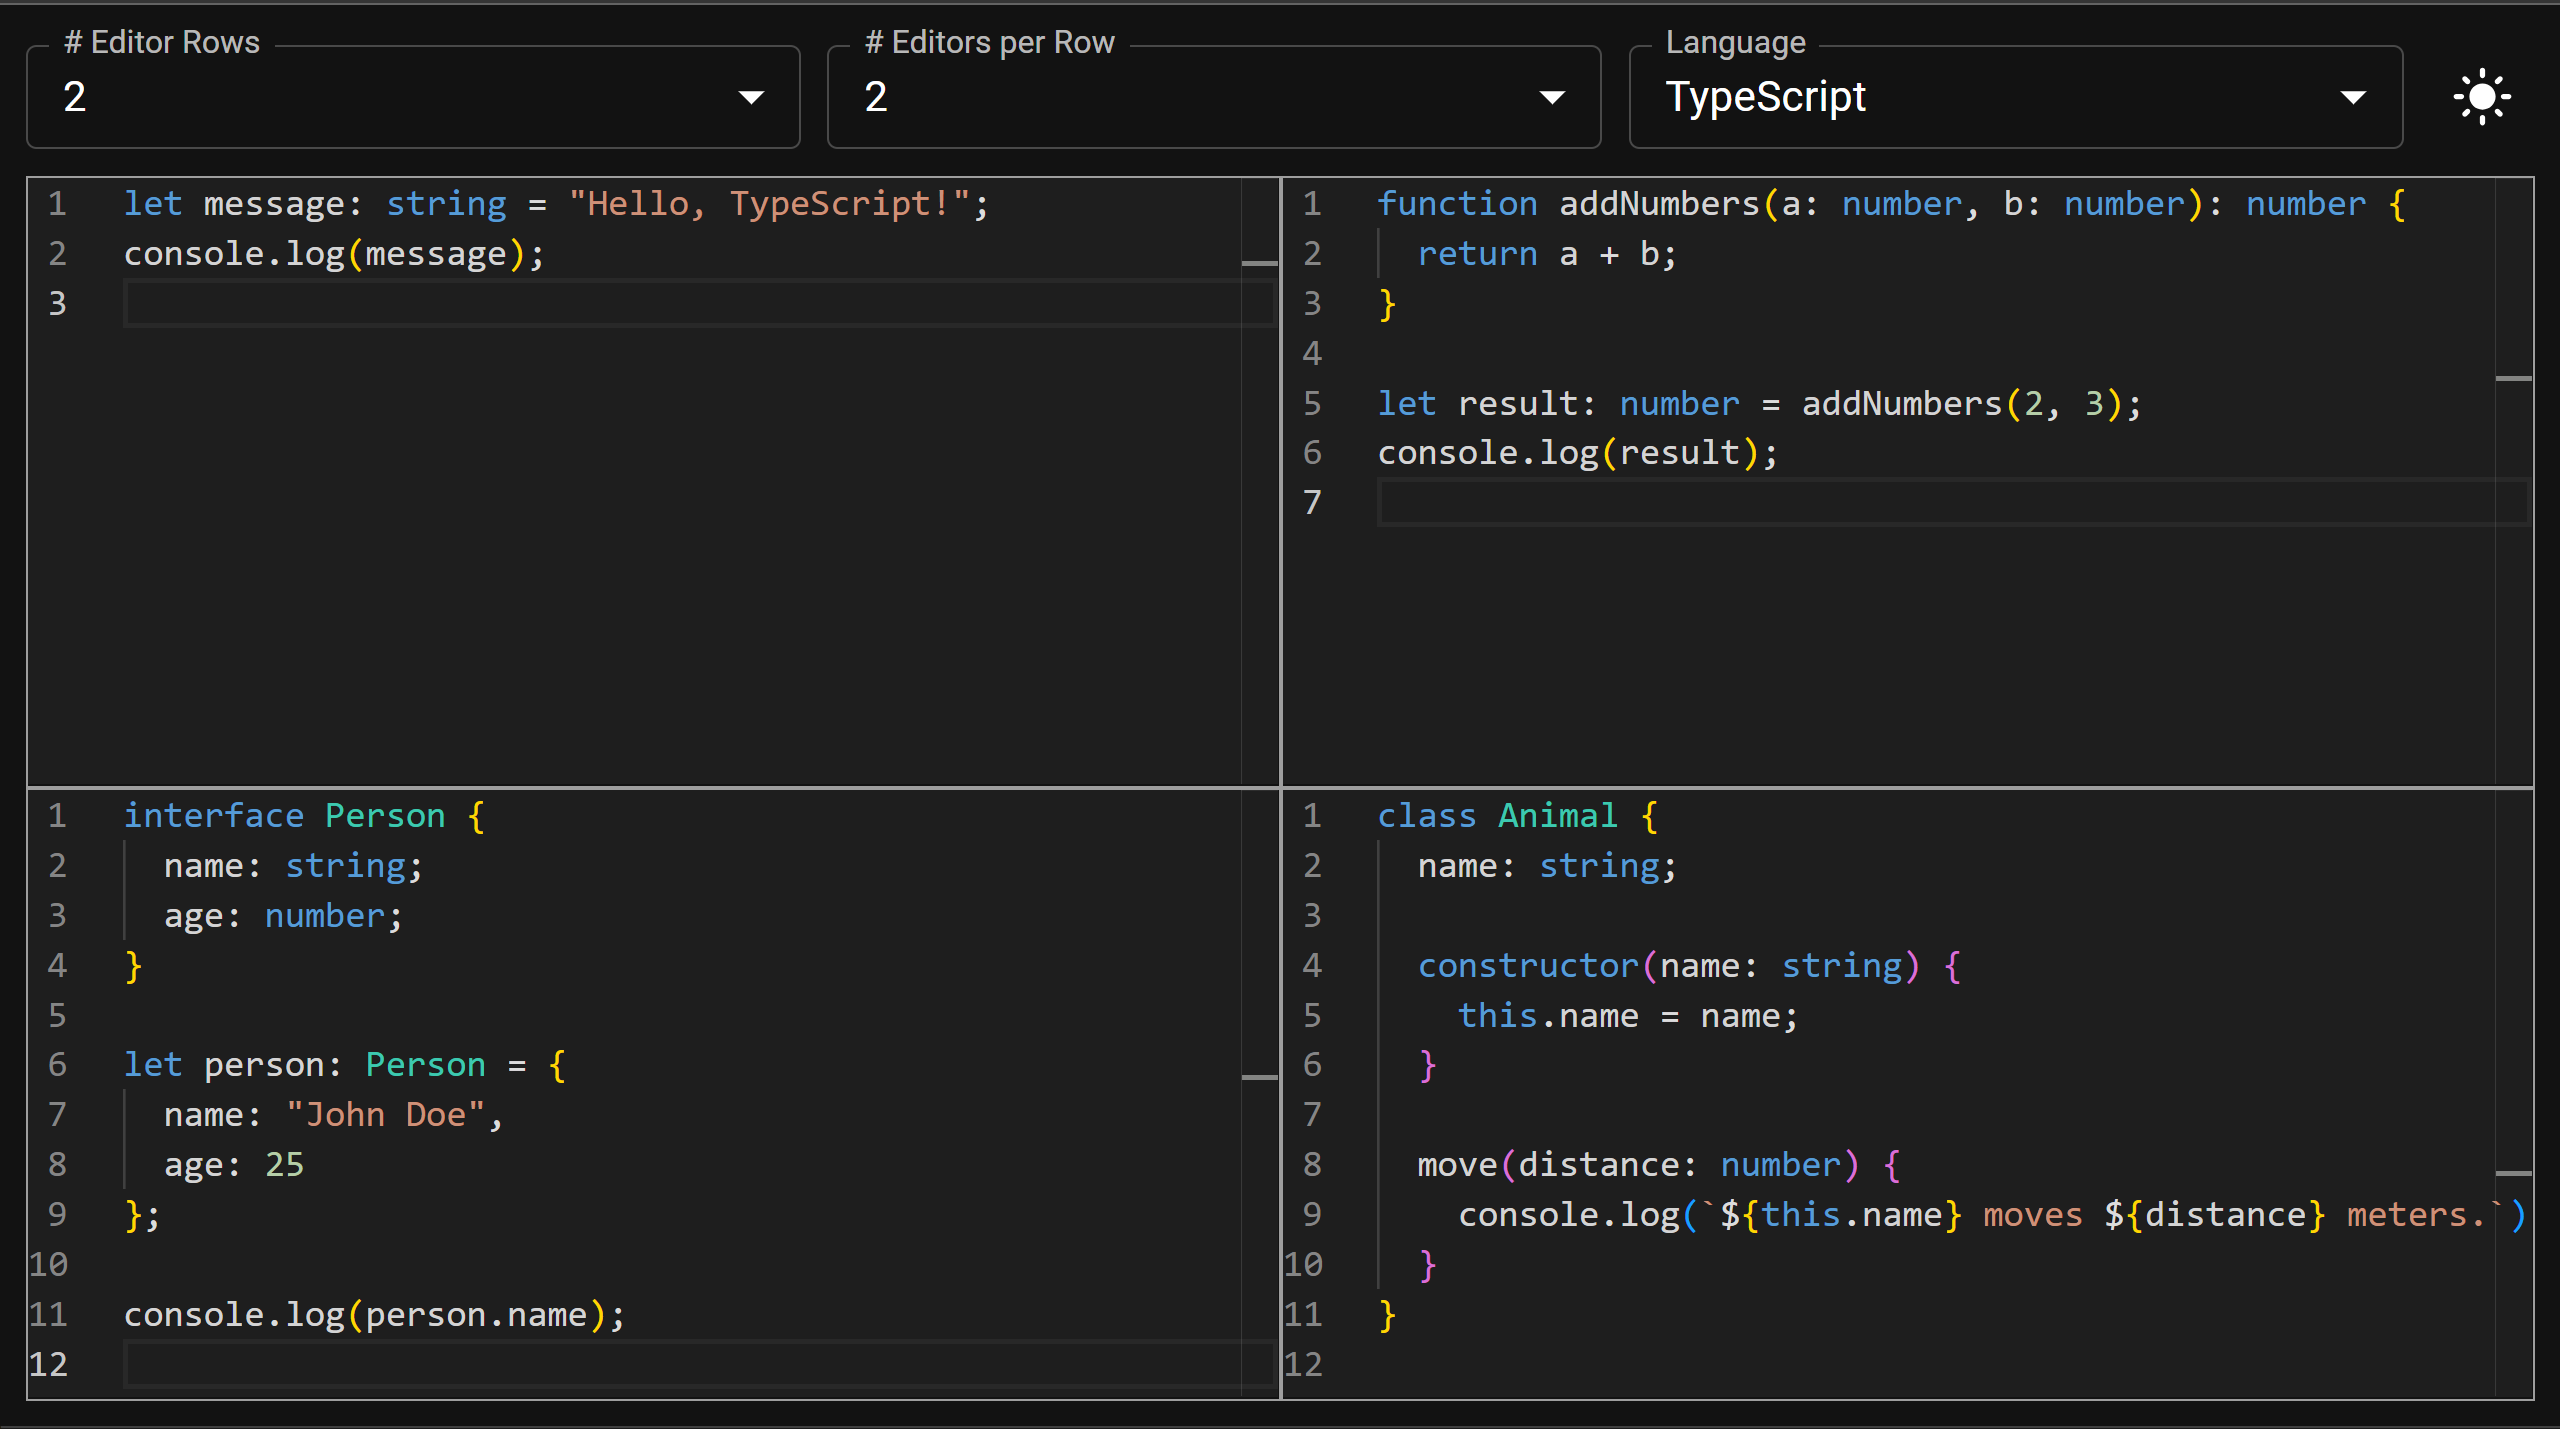 # Editor Rows
2
# Editors per Row
2
Language
TypeScript
1 let message: string = "Hello, TypeScript!";
2 console.log(message);
3
1 function addNumbers(a: number, b: number): number {
2   return a + b;
3 }
4
5 let result: number = addNumbers(2, 3);
6 console.log(result);
7
1 interface Person {
2   name: string;
3   age: number;
4 }
5
6 let person: Person = {
7   name: "John Doe",
8   age: 25
9 };
10
11 console.log(person.name);
12
1 class Animal {
2   name: string;
3
4   constructor(name: string) {
5     this.name = name;
6   }
7
8   move(distance: number) {
9     console.log(`${this.name} moves ${distance} meters.`)
10   }
11 }
12